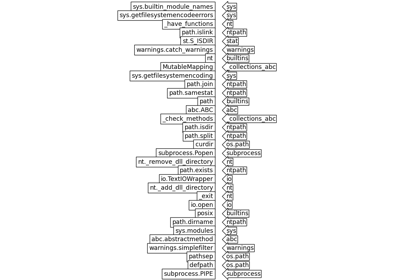 sys.builtin_module_names sys
sys.getfilesystemencodeerrors sys
_have_functions nt
path.islink ntpath
st.S_ISDIR stat
warnings.catch_warnings warnings
nt builtins
MutableMapping _collections_abc
sys.getfilesystemencoding sys
path.join ntpath
path.samestat ntpath
path builtins
abc.ABC abc
_check_methods _collections_abc
path.isdir ntpath
path.split ntpath
curdir os.path
subprocess.Popen subprocess
nt._remove_dll_directory nt
path.exists ntpath
io.TextIOWrapper io
nt._add_dll_directory nt
_exit nt
io.open io
posix builtins
path.dirname ntpath
sys.modules sys
abc.abstractmethod abc
warnings.simplefilter warnings
pathsep os.path
defpath os.path
subprocess.PIPE subprocess